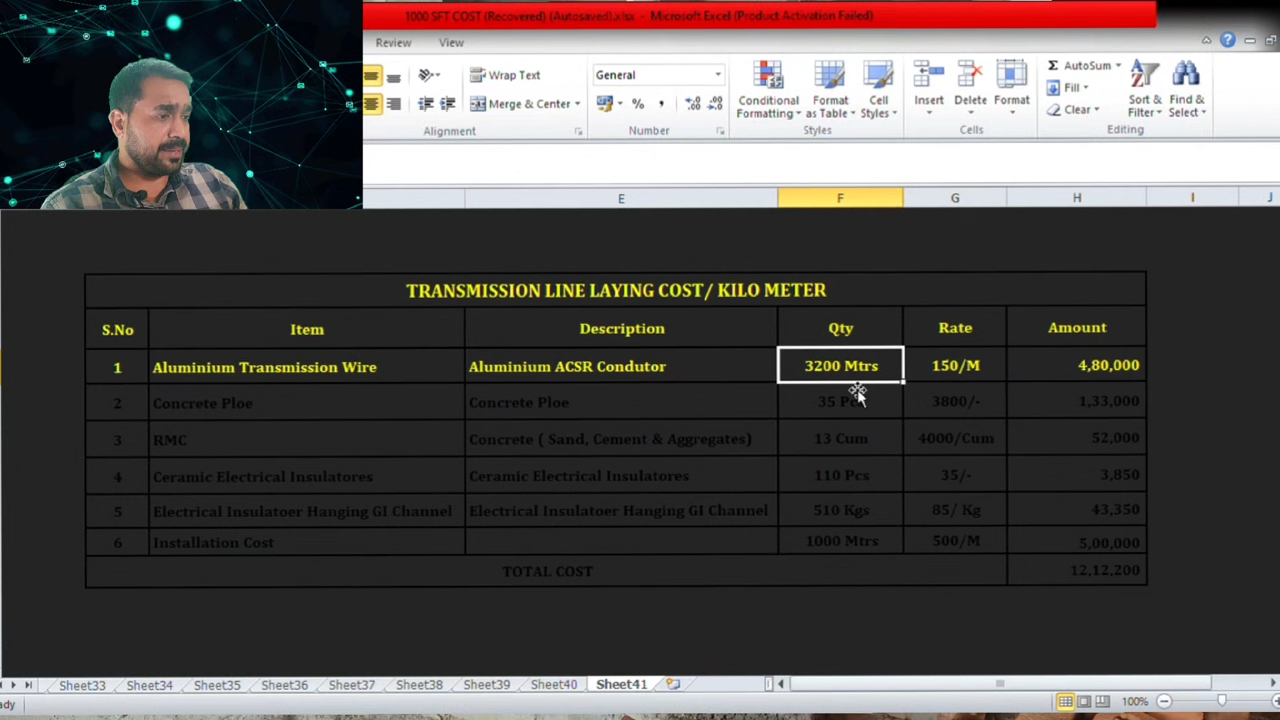 1000 SFT COST (Recovered) (Autosaved).xlsx - Microsoft Excel (Product Activation Failed)
Review View
Wrap Text
Merge & Center
Alignment
General
% ,
Number
Conditional Formatting
Format as Table
Cell Styles
Styles
Insert Delete Format
Cells
Σ AutoSum
Fill
Clear
Sort & Filter
Find & Select
Editing
E F G H I J
TRANSMISSION LINE LAYING COST/ KILO METER
S.No Item Description Qty Rate Amount
1 Aluminium Transmission Wire Aluminium ACSR Condutor 3200 Mtrs 150/M 4,80,000
2 Concrete Ploe Concrete Ploe 35 3800/- 1,33,000
3 RMC Concrete ( Sand, Cement & Aggregates) 13 Cum 4000/Cum 52,000
4 Ceramic Electrical Insulatores Ceramic Electrical Insulatores 110 Pcs 35/- 3,850
5 Electrical Insulatoer Hanging GI Channel Electrical Insulatoer Hanging GI Channel 510 Kgs 85/ Kg 43,350
6 Installation Cost 1000 Mtrs 500/M 5,00,000
TOTAL COST 12,12,200
Sheet33 Sheet34 Sheet35 Sheet36 Sheet37 Sheet38 Sheet39 Sheet40 Sheet41
100%